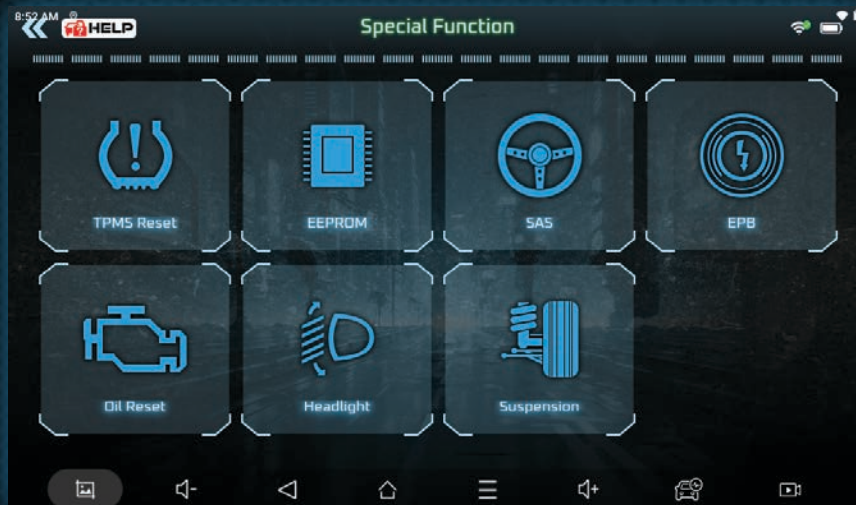 8:52 AM
HELP
Special Function
TPMS Reset
EEPROM
SAS
EPB
Oil Reset
Headlight
Suspension